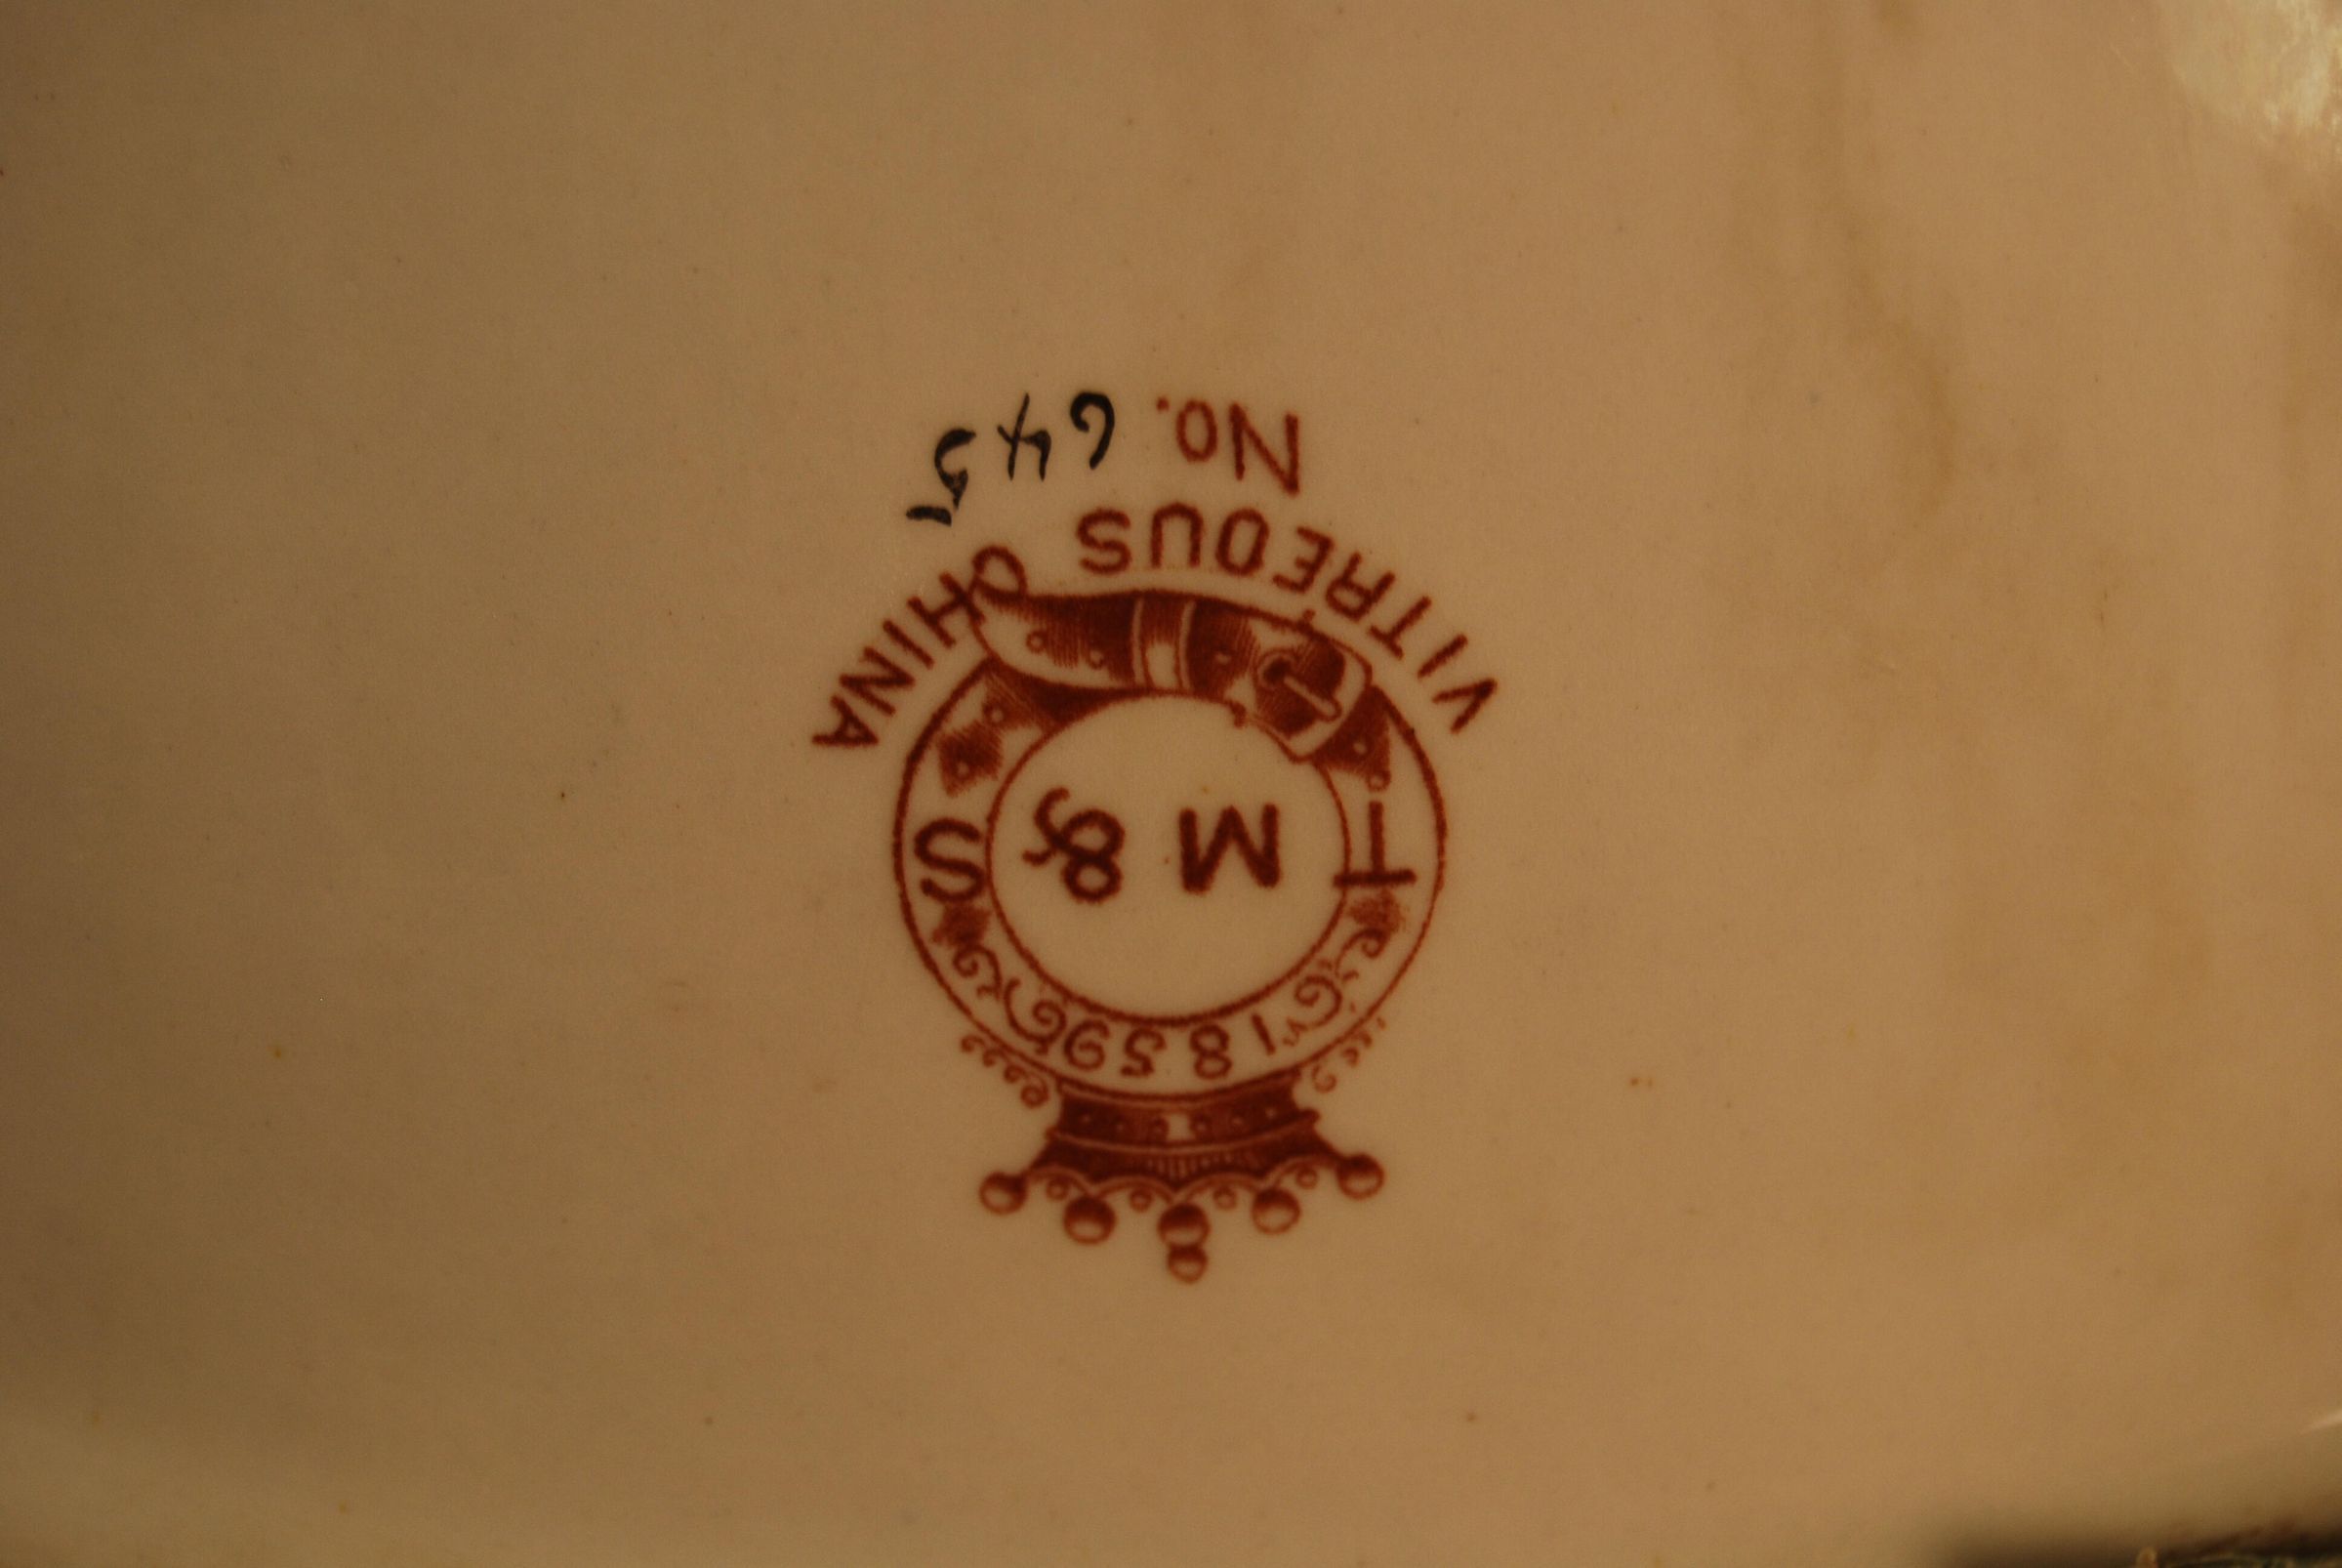 1859
T M & S
VITREOUS CHINA
No. 645